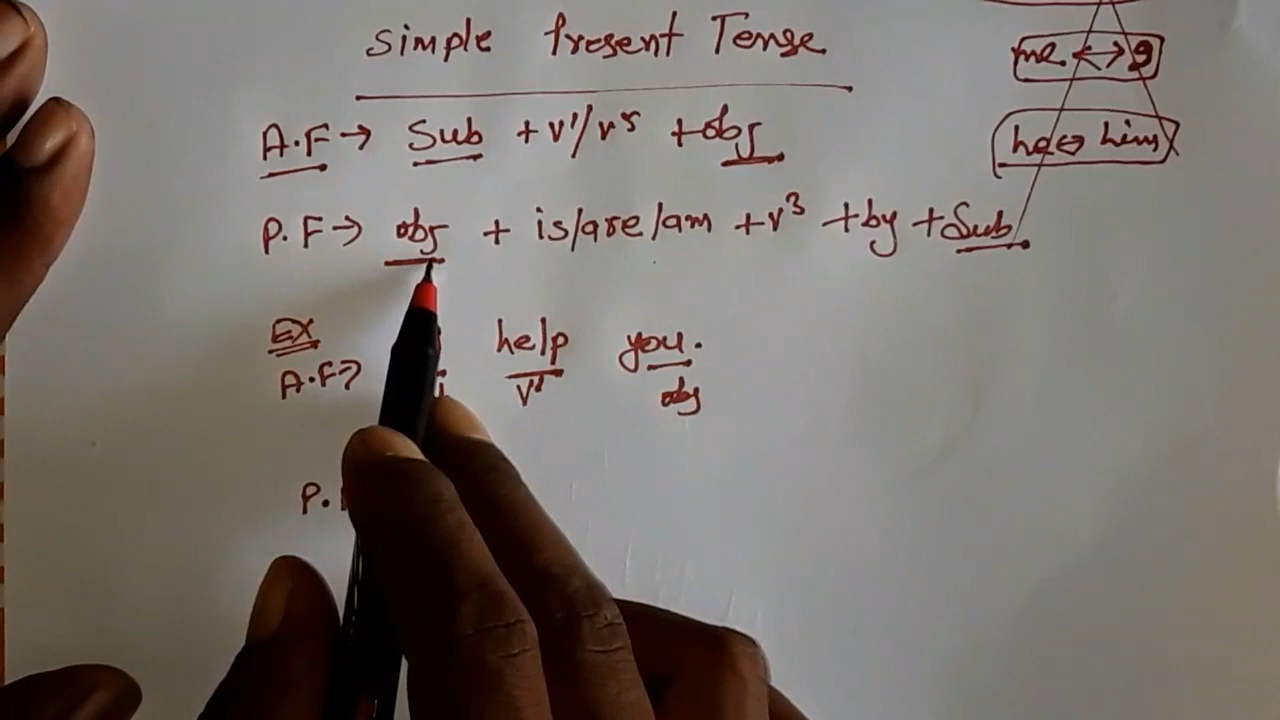 Simple Present Tense
me ↔ I
A.F → Sub + v¹/v⁵ + obj
he ⇔ him
P.F → obj + is/are/am + v³ + by + Sub
EX
A.F → help you.
v¹ obj
P.